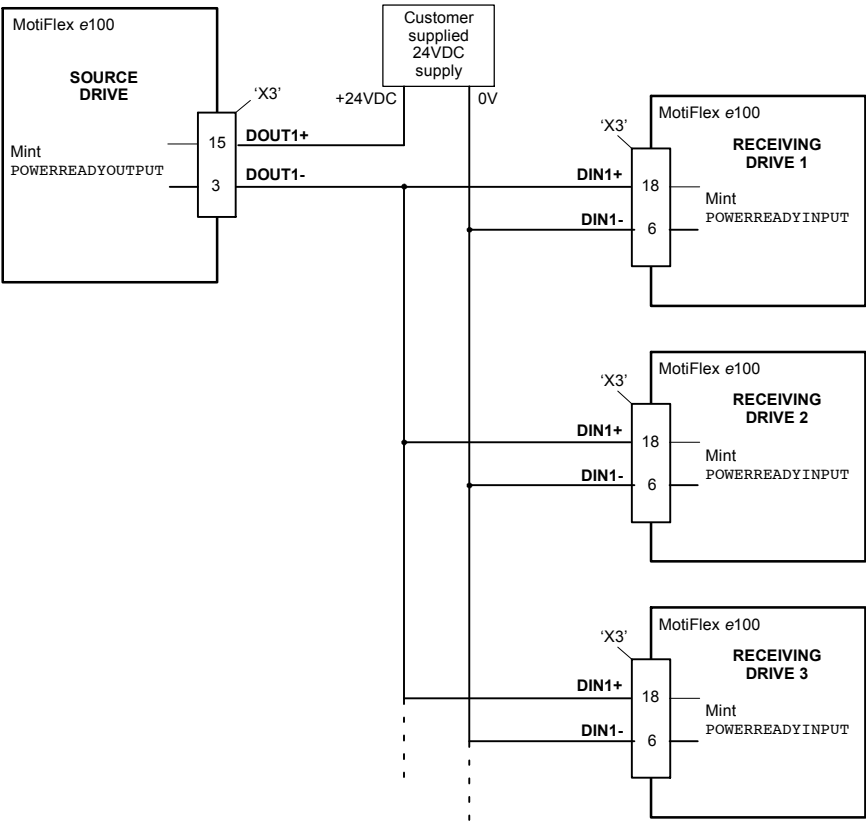 MotiFlex e100
SOURCE
DRIVE
'X3'
15
DOUT1+
Mint
POWERREADYOUTPUT
3
DOUT1-
Customer
supplied
24VDC
supply
+24VDC
0V
MotiFlex e100
'X3'
RECEIVING
DRIVE 1
DIN1+
18
Mint
POWERREADYINPUT
DIN1-
6
MotiFlex e100
'X3'
RECEIVING
DRIVE 2
DIN1+
18
Mint
POWERREADYINPUT
DIN1-
6
MotiFlex e100
'X3'
RECEIVING
DRIVE 3
DIN1+
18
Mint
POWERREADYINPUT
DIN1-
6